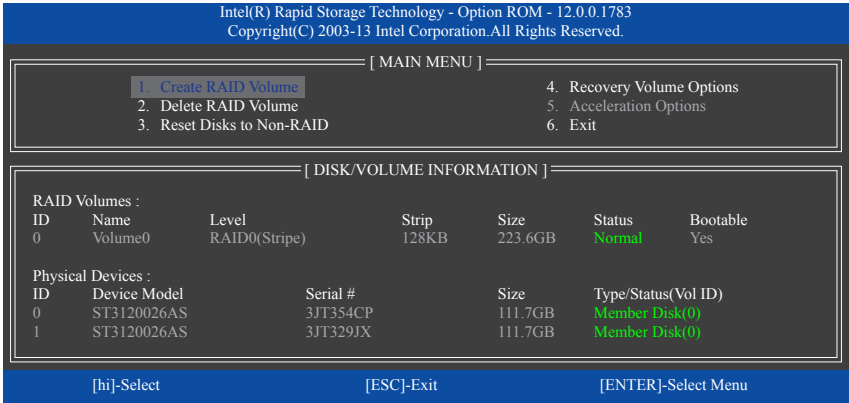 Intel(R) Rapid Storage Technology - Option ROM - 12.0.0.1783
Copyright(C) 2003-13 Intel Corporation.All Rights Reserved.
[ MAIN MENU ]
1. Create RAID Volume 4. Recovery Volume Options
2. Delete RAID Volume 5. Acceleration Options
3. Reset Disks to Non-RAID 6. Exit
[ DISK/VOLUME INFORMATION ]
RAID Volumes :
ID Name Level Strip Size Status Bootable
0 Volume0 RAID0(Stripe) 128KB 223.6GB Normal Yes
Physical Devices :
ID Device Model Serial # Size Type/Status(Vol ID)
0 ST3120026AS 3JT354CP 111.7GB Member Disk(0)
1 ST3120026AS 3JT329JX 111.7GB Member Disk(0)
[hi]-Select [ESC]-Exit [ENTER]-Select Menu